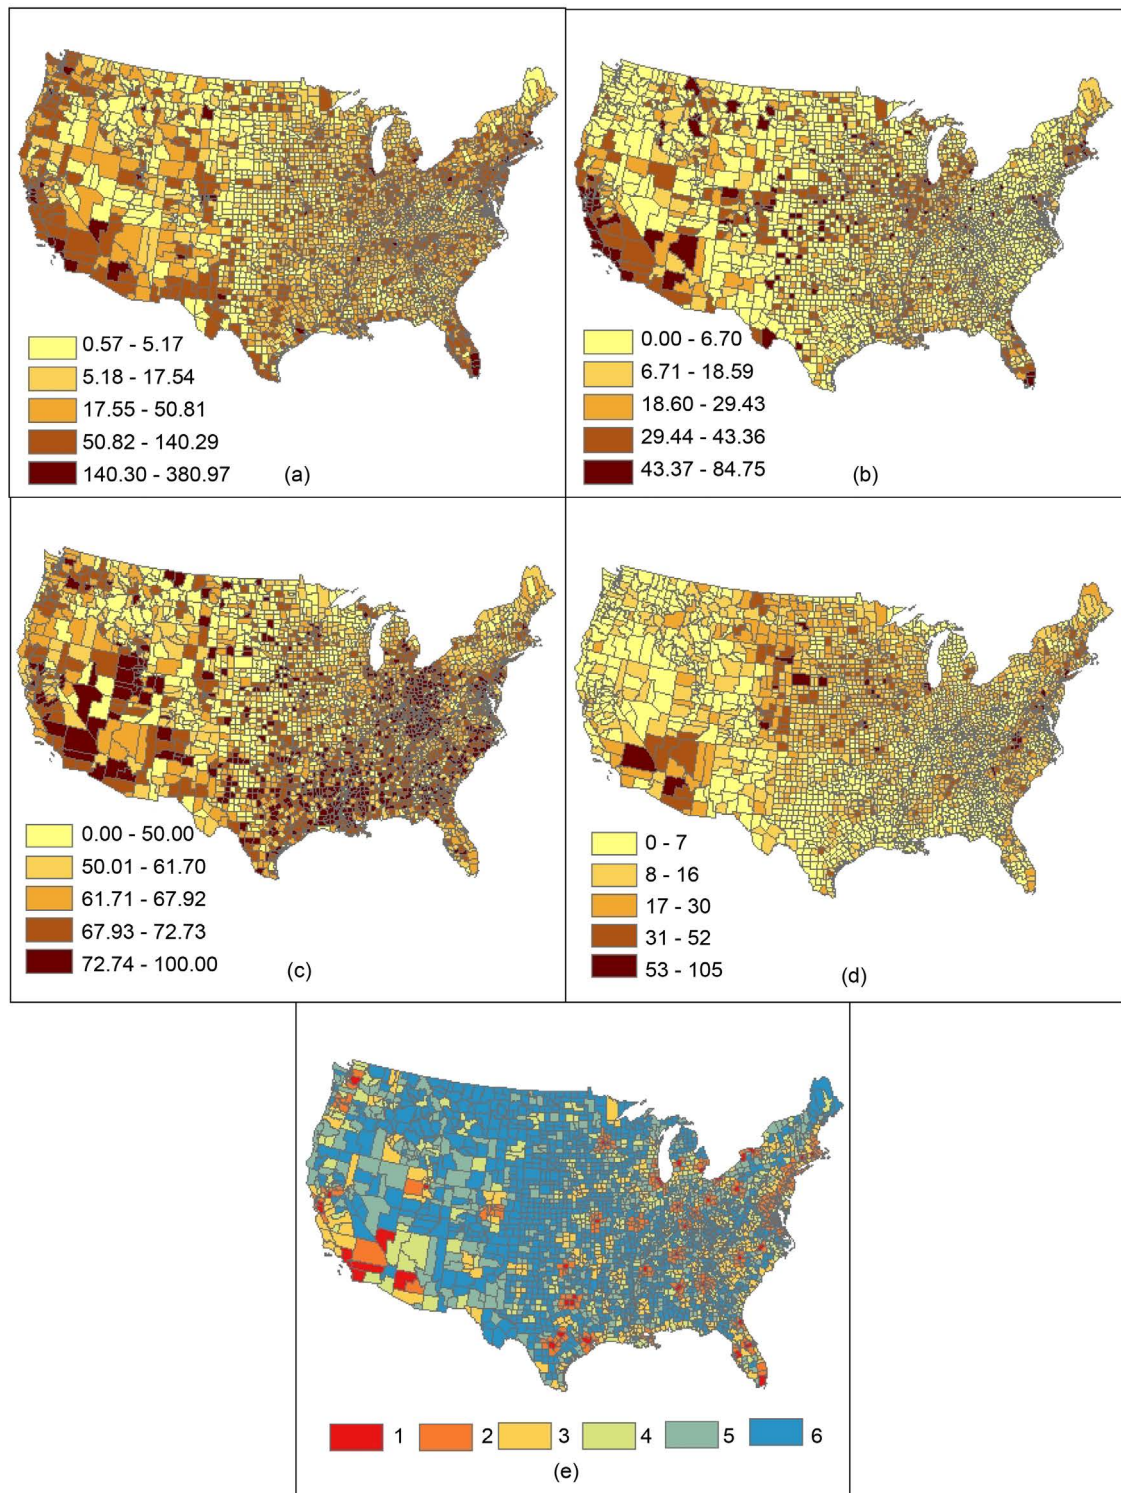 0.57 - 5.17
5.18 - 17.54
17.55 - 50.81
50.82 - 140.29
140.30 - 380.97
(a)
0.00 - 6.70
6.71 - 18.59
18.60 - 29.43
29.44 - 43.36
43.37 - 84.75
(b)
0.00 - 50.00
50.01 - 61.70
61.71 - 67.92
67.93 - 72.73
72.74 - 100.00
(c)
0 - 7
8 - 16
17 - 30
31 - 52
53 - 105
(d)
1 2 3 4 5 6
(e)